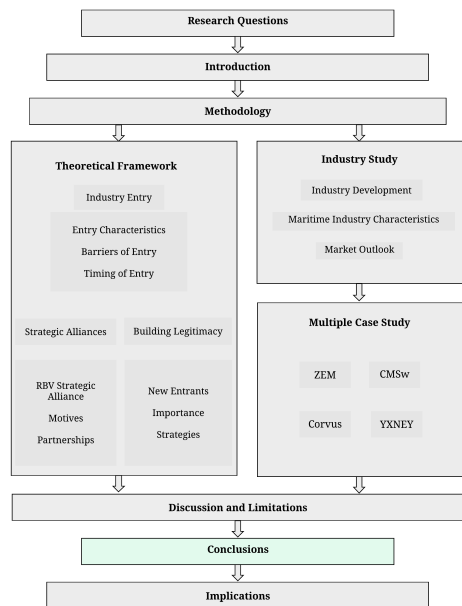 Research Questions
Introduction
Methodology
Theoretical Framework
Industry Entry
Entry Characteristics
Barriers of Entry
Timing of Entry
Strategic Alliances
Building Legitimacy
RBV Strategic
Alliance
Motives
Partnerships
New Entrants
Importance
Strategies
Industry Study
Industry Development
Maritime Industry Characteristics
Market Outlook
Multiple Case Study
ZEM
CMSw
Corvus
YXNEY
Discussion and Limitations
Conclusions
Implications